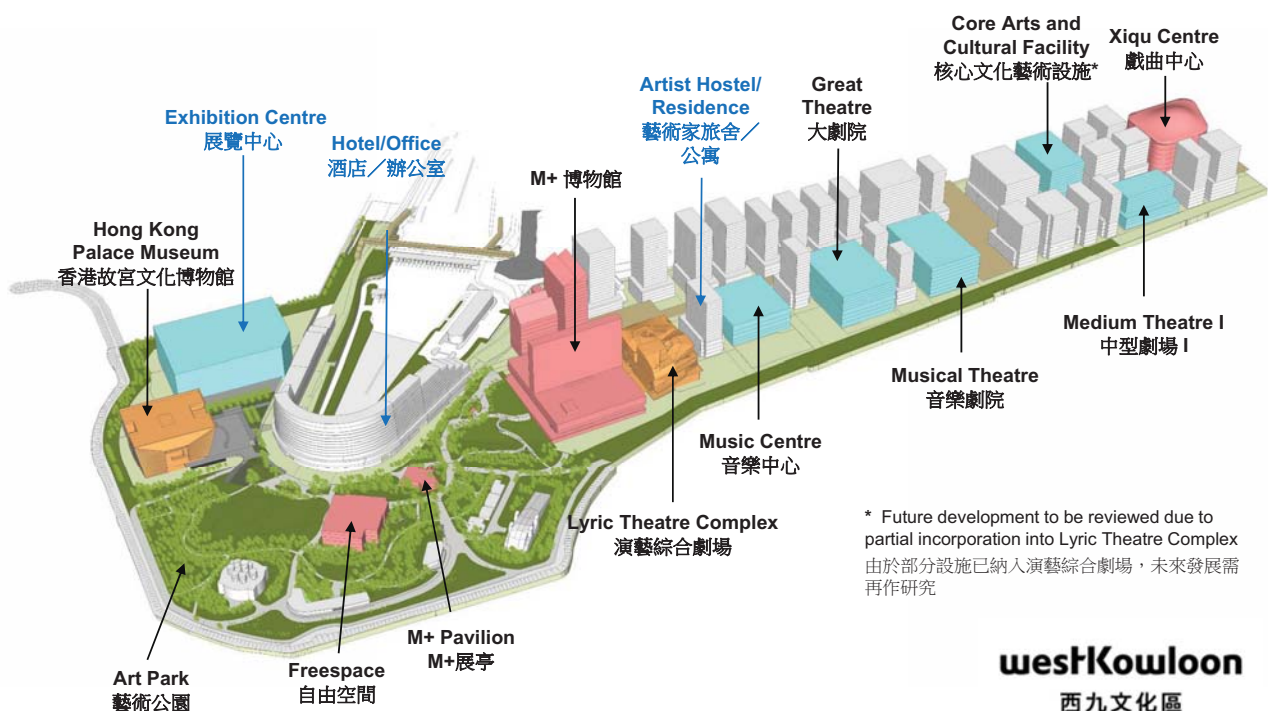 Core Arts and
Cultural Facility
核心文化藝術設施*
Xiqu Centre
戲曲中心
Artist Hostel/
Residence
藝術家旅舍／
公寓
Great
Theatre
大劇院
Exhibition Centre
展覽中心
Hotel/Office
酒店／辦公室
M+ 博物館
Hong Kong
Palace Museum
香港故宮文化博物館
Medium Theatre I
中型劇場 I
Musical Theatre
音樂劇院
Music Centre
音樂中心
Lyric Theatre Complex
演藝綜合劇場
* Future development to be reviewed due to
partial incorporation into Lyric Theatre Complex
由於部分設施已納入演藝綜合劇場，未來發展需
再作研究
M+ Pavilion
M+展亭
Freespace
自由空間
Art Park
藝術公園
westKowloon
西九文化區